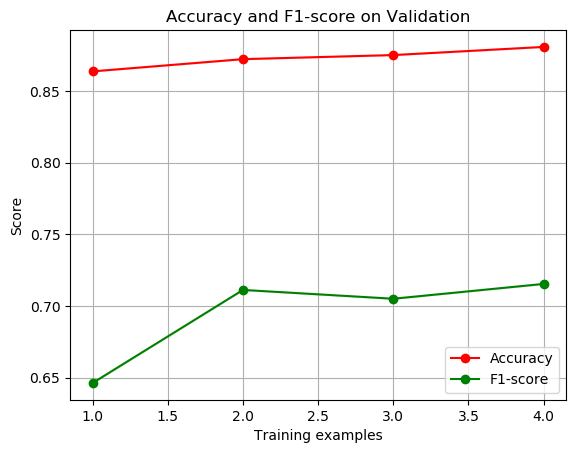 Accuracy and F1-score on Validation
Score
0.85
0.80
0.75
0.70
0.65
Accuracy
F1-score
1.0 1.5 2.0 2.5 3.0 3.5 4.0
Training examples